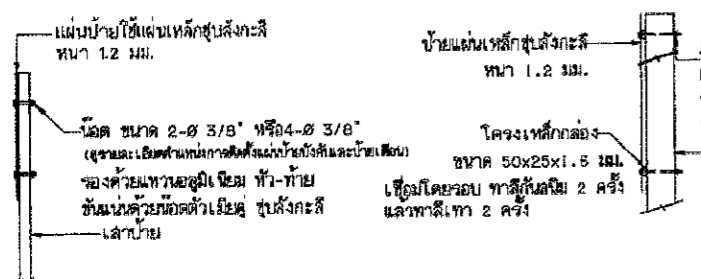 แผ่นป้ายใช้แผ่นเหล็กชุบสังกะสี
หนา 1.2 มม.
น๊อต ขนาด 2-Ø 3/8" หรือ4-Ø 3/8"
(ดูรายละเอียดตำแหน่งการติดตั้งแผ่นป้ายบังคับและป้ายเตือน)
รองด้วยแหวนอลูมิเนียม หัว-ท้าย
ขันแน่นด้วยน๊อตตัวเมียคู่ ชุบสังกะสี
เสาป้าย
ป้ายแผ่นเหล็กชุบสังกะสี
หนา 1.2 มม.
โครงเหล็กกล่อง
ขนาด 50x25x1.6 มม.
เชื่อมโดยรอบ ทาสีกันสนิม 2 ครั้ง
แล้วทาสีเทา 2 ครั้ง